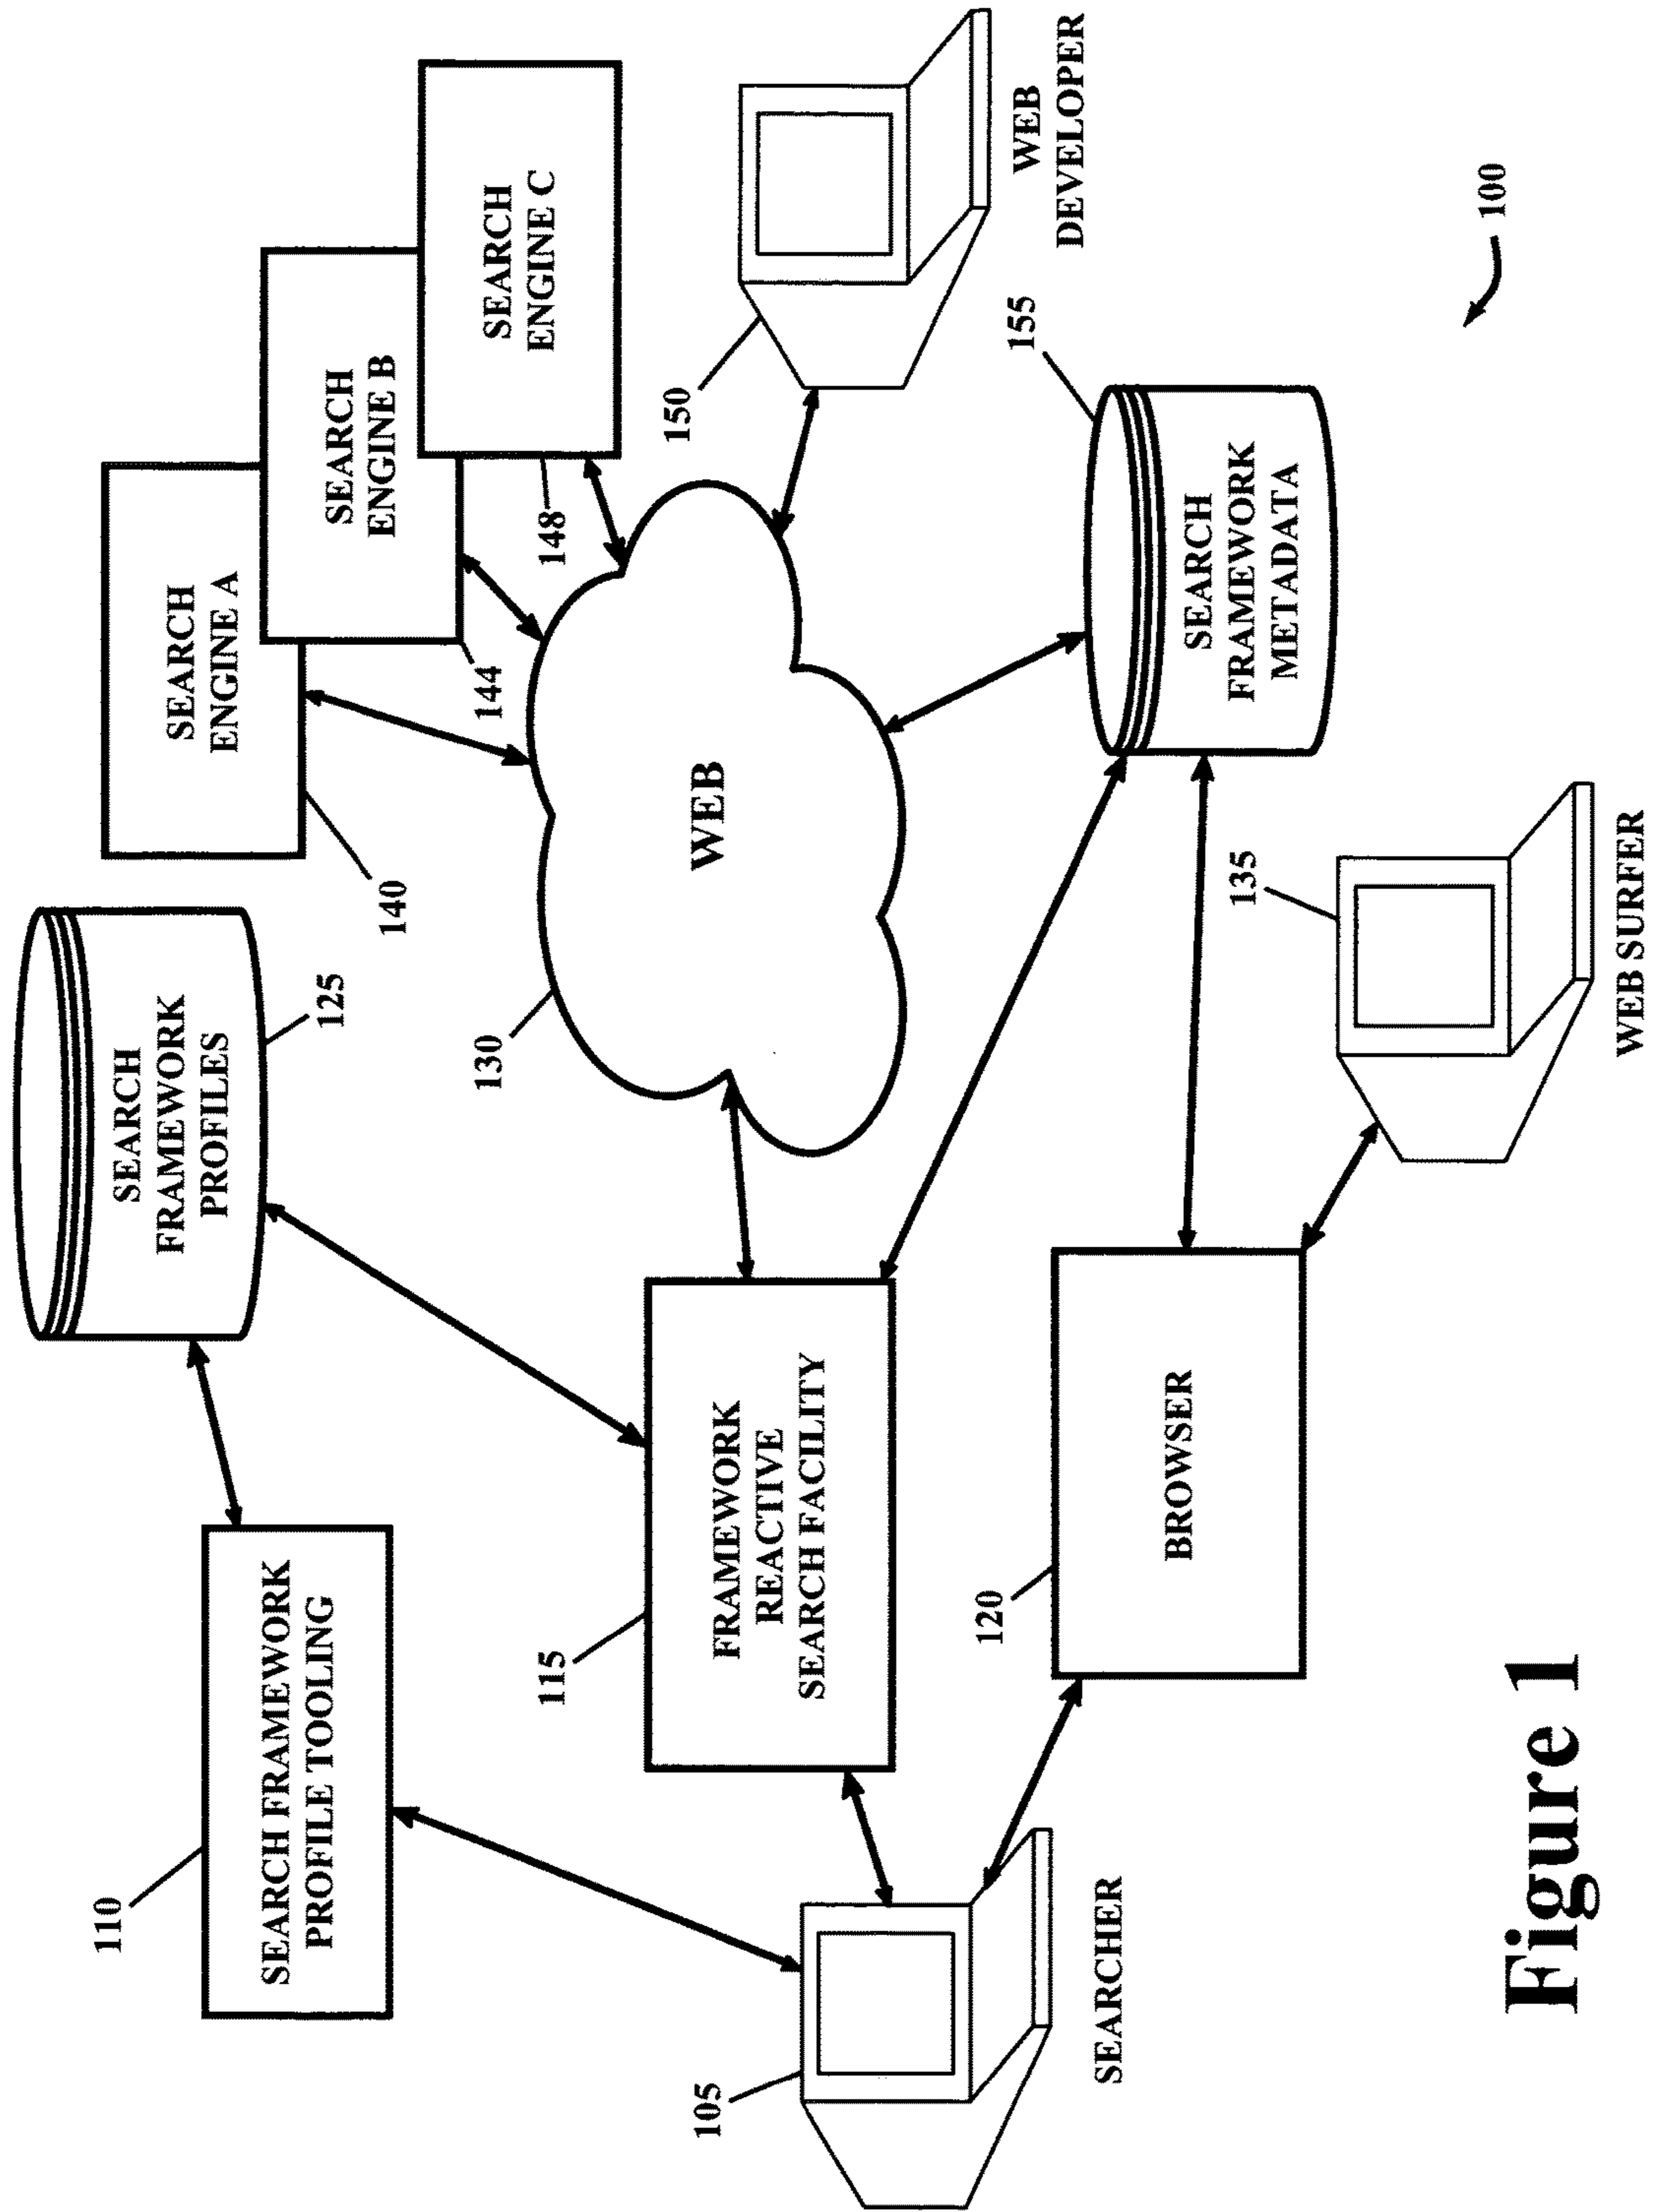 110
SEARCH FRAMEWORK
PROFILE TOOLING
SEARCH
FRAMEWORK
PROFILES
125
SEARCH
ENGINE A
140
SEARCH
ENGINE B
144
SEARCH
ENGINE C
148
130
WEB
150
WEB
DEVELOPER
115
FRAMEWORK
REACTIVE
SEARCH FACILITY
105
SEARCHER
120
BROWSER
135
WEB SURFER
155
SEARCH
FRAMEWORK
METADATA
100
Figure 1